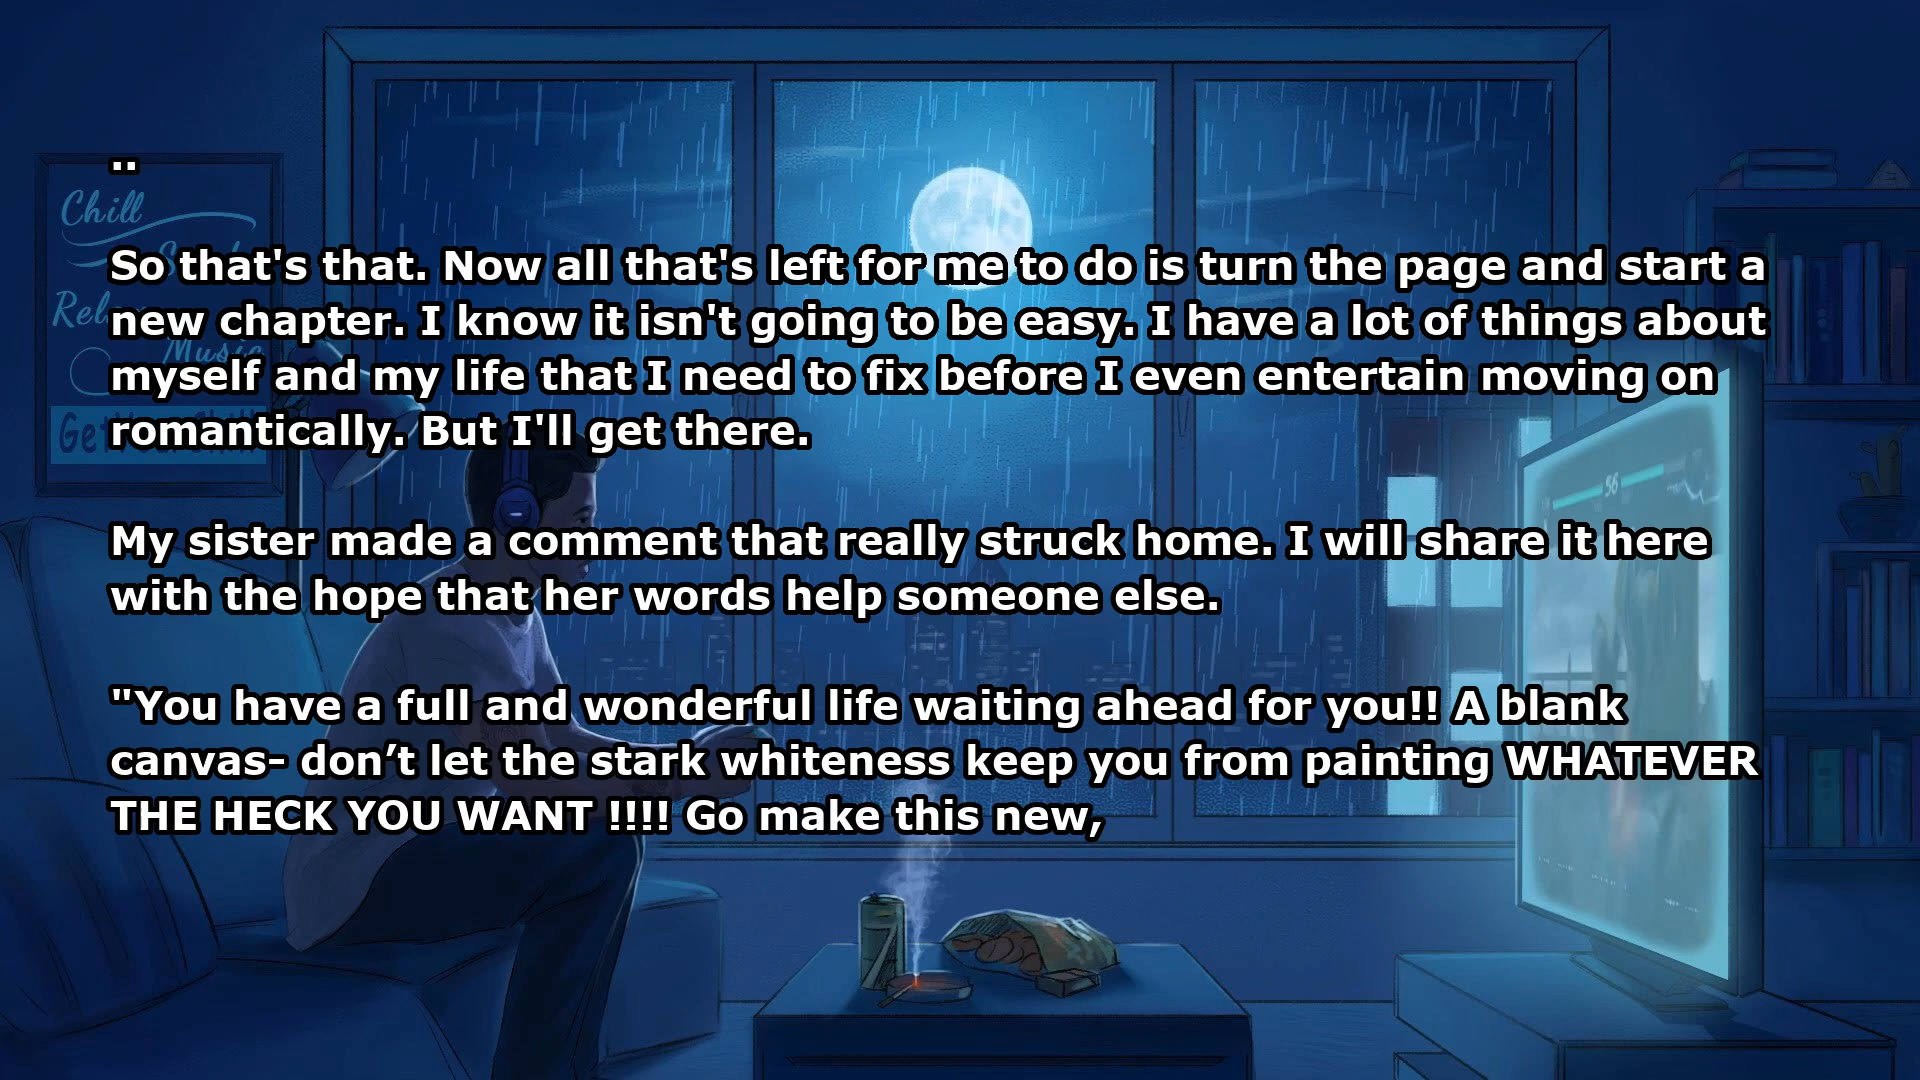 ..
So that's that. Now all that's left for me to do is turn the page and start a
new chapter. I know it isn't going to be easy. I have a lot of things about
myself and my life that I need to fix before I even entertain moving on
romantically. But I'll get there.
My sister made a comment that really struck home. I will share it here
with the hope that her words help someone else.
"You have a full and wonderful life waiting ahead for you!! A blank
canvas- don’t let the stark whiteness keep you from painting WHATEVER
THE HECK YOU WANT !!!! Go make this new,
Chill
Music
56